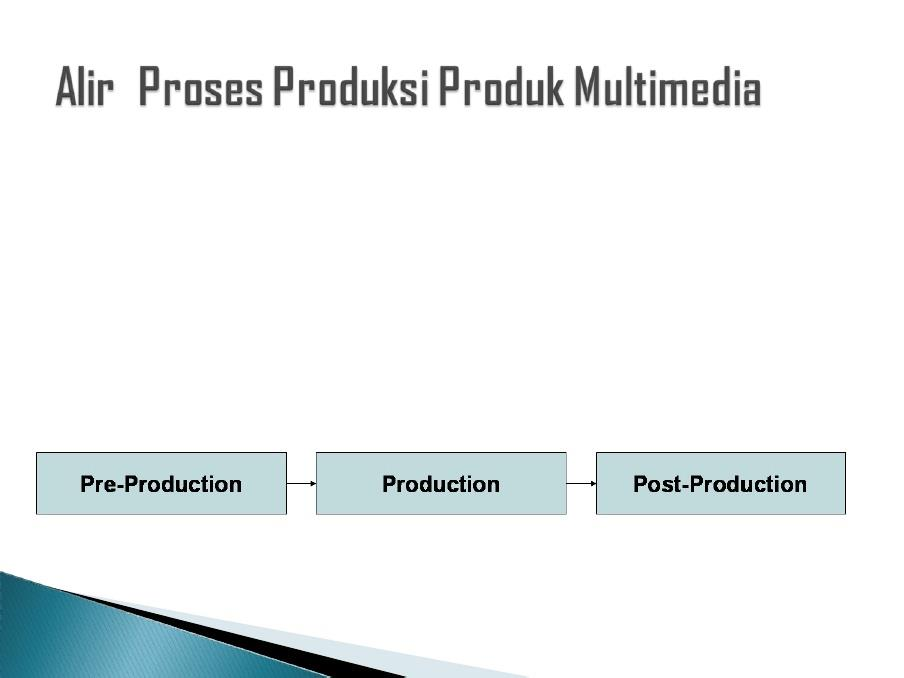 Alir Proses Produksi Produk Multimedia
Pre-Production
Production
Post-Production